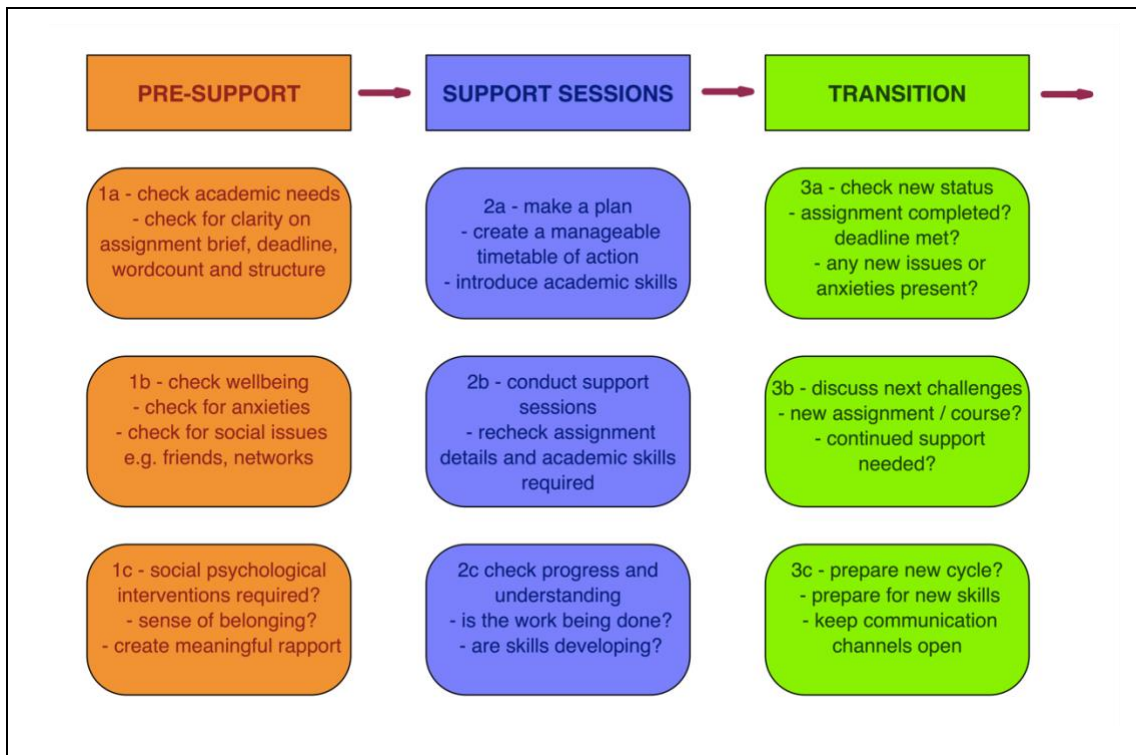 PRE-SUPPORT
SUPPORT SESSIONS
TRANSITION
1a - check academic needs
- check for clarity on
assignment brief, deadline,
wordcount and structure
2a - make a plan
- create a manageable
timetable of action
- introduce academic skills
3a - check new status
- assignment completed?
deadline met?
- any new issues or
anxieties present?
1b - check wellbeing
- check for anxieties
- check for social issues
e.g. friends, networks
2b - conduct support
sessions
- recheck assignment
details and academic skills
required
3b - discuss next challenges
- new assignment / course?
- continued support
needed?
1c - social psychological
interventions required?
- sense of belonging?
- create meaningful rapport
2c check progress and
understanding
- is the work being done?
- are skills developing?
3c - prepare new cycle?
- prepare for new skills
- keep communication
channels open